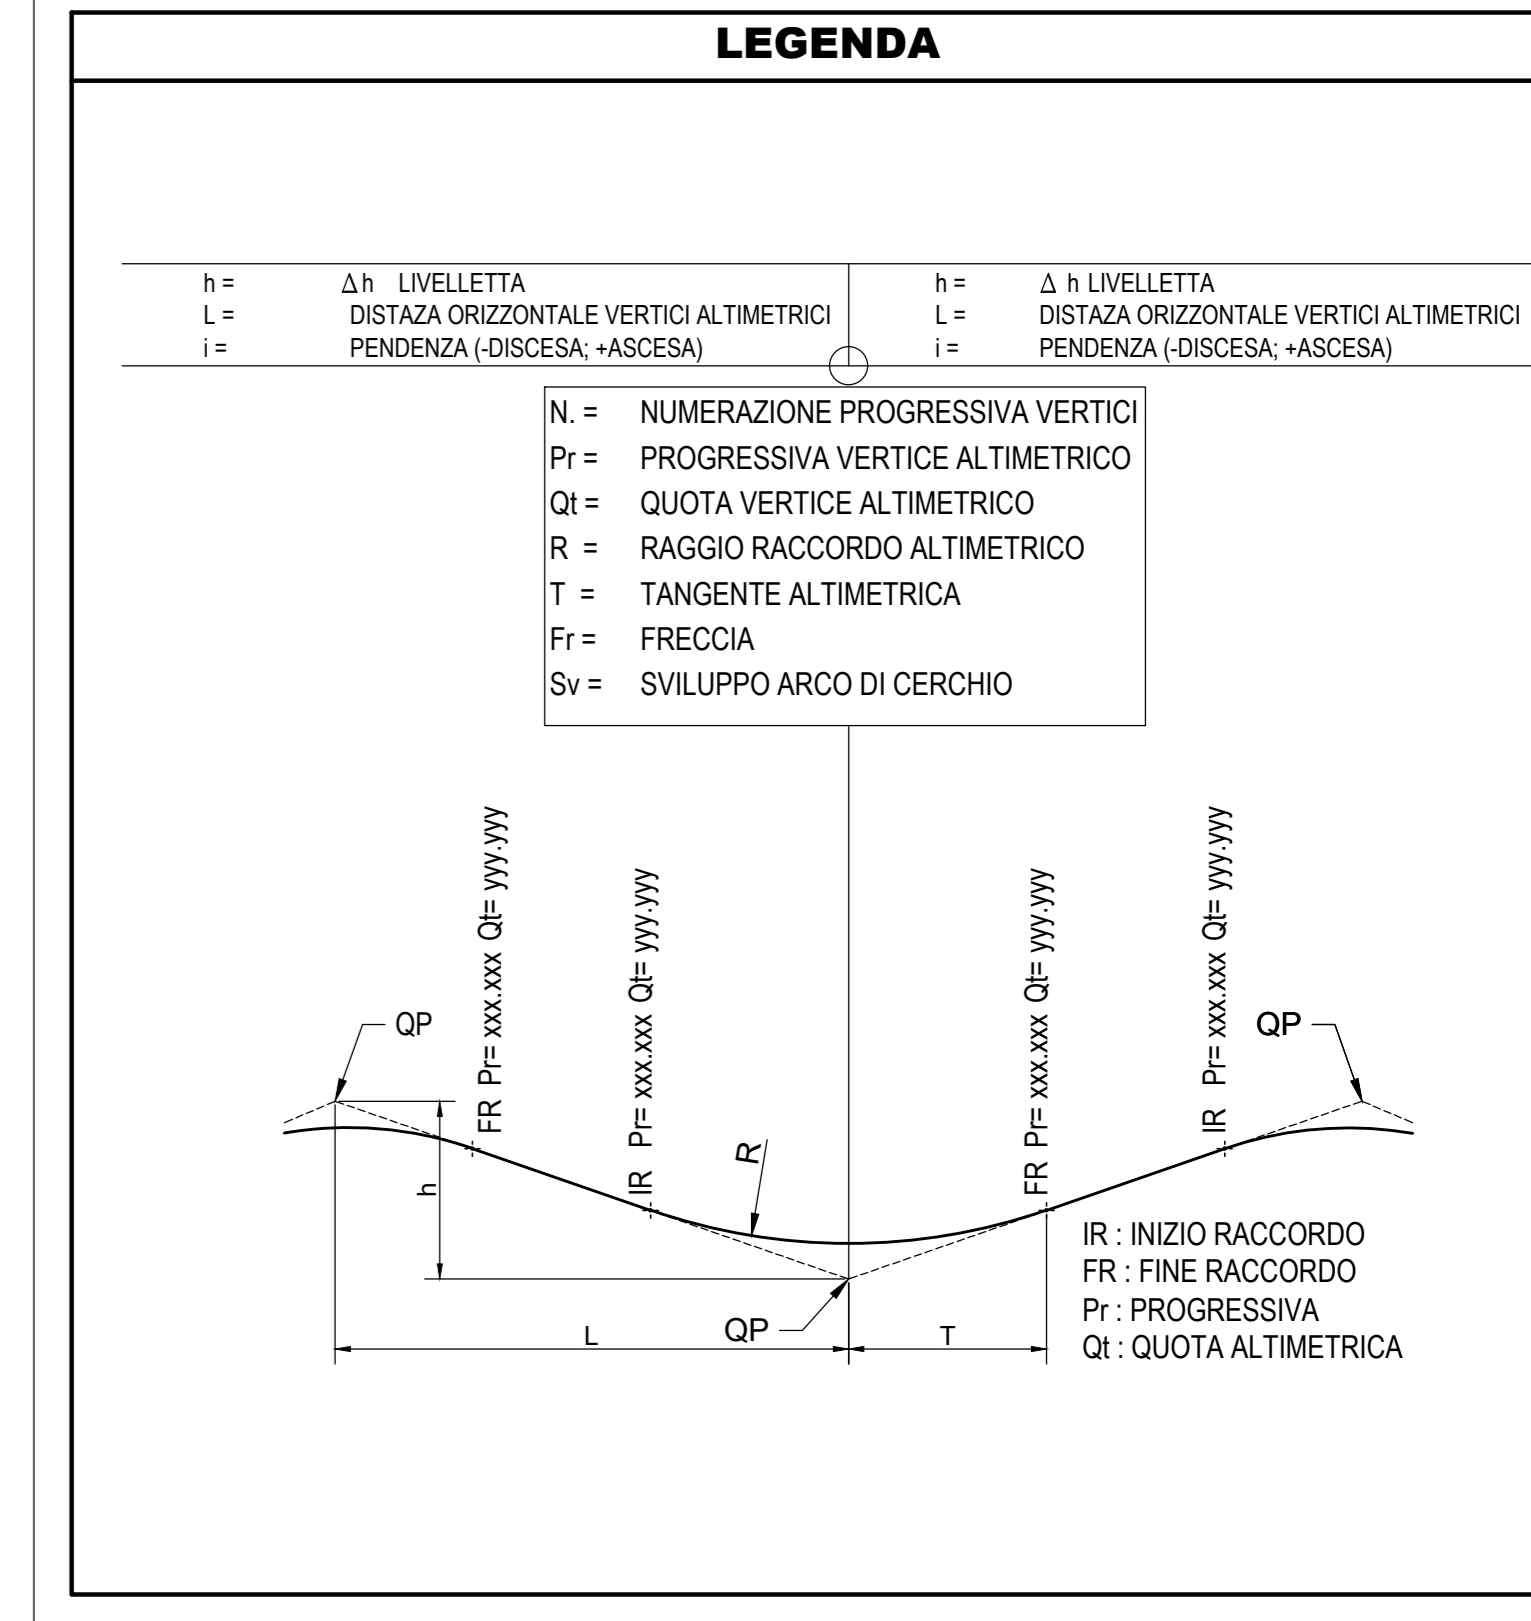 LEGENDA
h = Δ h LIVELLETTA
L = DISTAZA ORIZZONTALE VERTICI ALTIMETRICI
i = PENDENZA (-DISCESA; +ASCESA)
h = Δ h LIVELLETTA
L = DISTAZA ORIZZONTALE VERTICI ALTIMETRICI
i = PENDENZA (-DISCESA; +ASCESA)
N. = NUMERAZIONE PROGRESSIVA VERTICI
Pr = PROGRESSIVA VERTICE ALTIMETRICO
Qt = QUOTA VERTICE ALTIMETRICO
R = RAGGIO RACCORDO ALTIMETRICO
T = TANGENTE ALTIMETRICA
Fr = FRECCIA
Sv = SVILUPPO ARCO DI CERCHIO
QP
FR Pr= xxx.xxx Qt= yyy.yyy
IR Pr= xxx.xxx Qt= yyy.yyy
FR Pr= xxx.xxx Qt= yyy.yyy
IR Pr= xxx.xxx Qt= yyy.yyy
QP
h
R
L
QP
T
IR : INIZIO RACCORDO
FR : FINE RACCORDO
Pr : PROGRESSIVA
Qt : QUOTA ALTIMETRICA